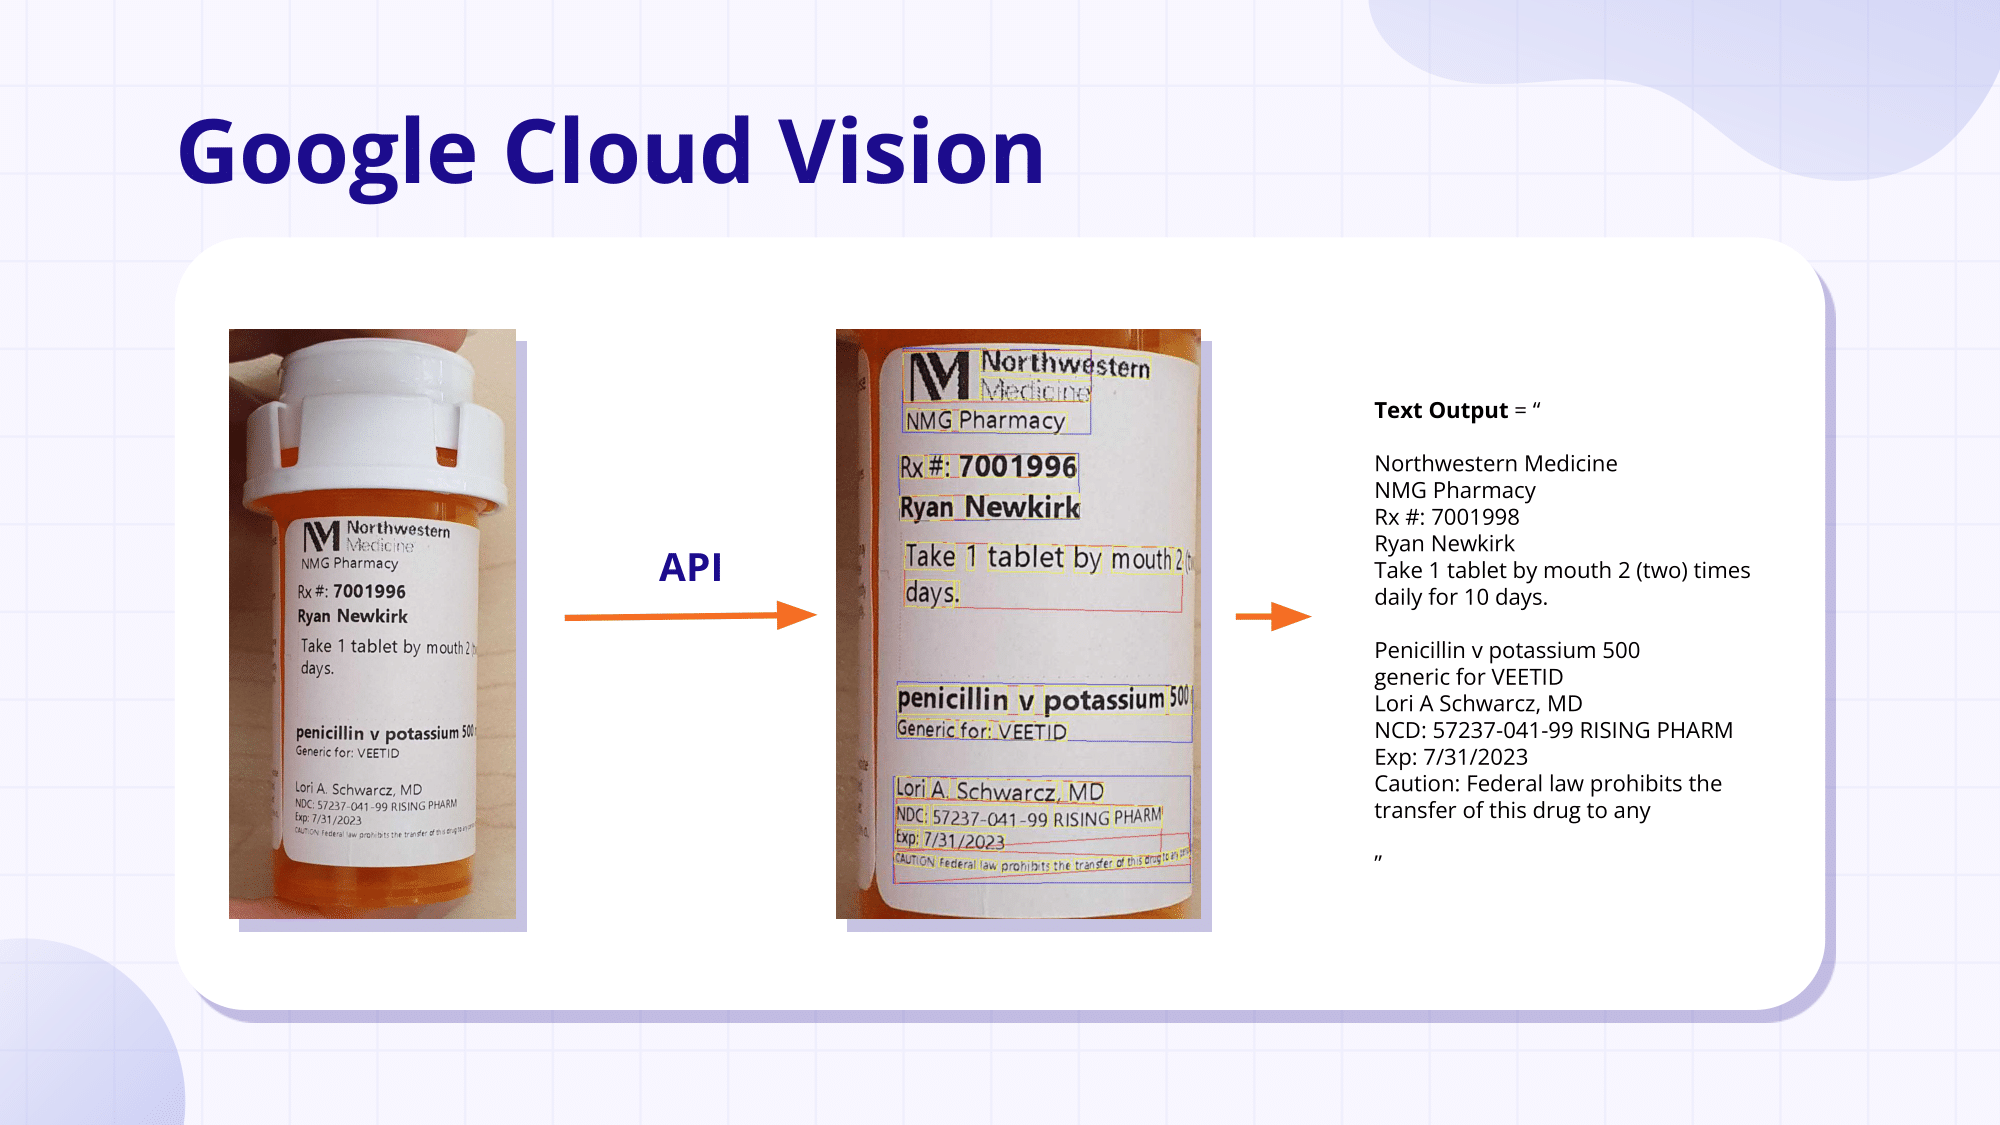 Google Cloud Vision
Northwestern
Medicine
NMG Pharmacy
Rx #: 7001996
Ryan Newkirk
Take 1 tablet by mouth 2
days.
penicillin v potassium 500
Generic for: VEETID
Lori A. Schwarcz, MD
NDC: 57237-041-99 RISING PHARM
Exp: 7/31/2023
CAUTION: Federal law prohibits the transfer of this drug to any
API
Northwestern
Medicine
NMG Pharmacy
Rx #: 7001996
Ryan Newkirk
Take 1 tablet by mouth 2
days.
penicillin v potassium 500
Generic for: VEETID
Lori A. Schwarcz, MD
NDC: 57237-041-99 RISING PHARM
Exp: 7/31/2023
CAUTION: Federal law prohibits the transfer of this drug to any
Text Output = “
Northwestern Medicine
NMG Pharmacy
Rx #: 7001998
Ryan Newkirk
Take 1 tablet by mouth 2 (two) times
daily for 10 days.
Penicillin v potassium 500
generic for VEETID
Lori A Schwarcz, MD
NCD: 57237-041-99 RISING PHARM
Exp: 7/31/2023
Caution: Federal law prohibits the
transfer of this drug to any
”